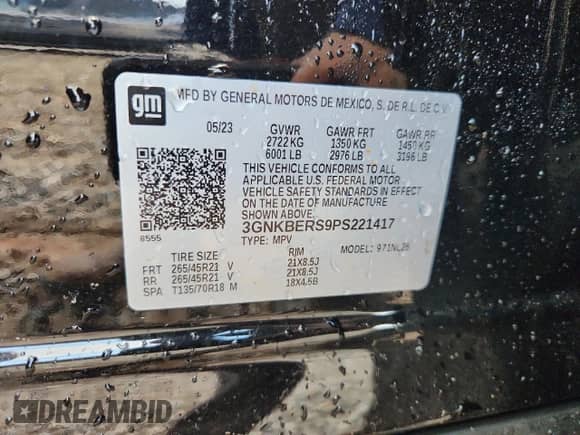 gm
MFD BY GENERAL MOTORS DE MEXICO, S. DE R.L. DE C.V.
05/23 GVWR GAWR FRT GAWR RR
2722 KG 1350 KG 1450 KG
6001 LB 2976 LB 3196 LB
THIS VEHICLE CONFORMS TO ALL
APPLICABLE U.S. FEDERAL MOTOR
VEHICLE SAFETY STANDARDS IN EFFECT
ON THE DATE OF MANUFACTURE
SHOWN ABOVE.
3GNKBERS9PS221417
8555 TYPE: MPV MODEL:
TIRE SIZE RIM
FRT 265/45R21 V 21X8.5J
RR 265/45R21 V 21X8.5J
SPA T135/70R18 M 18X4.5B
DREAMBID